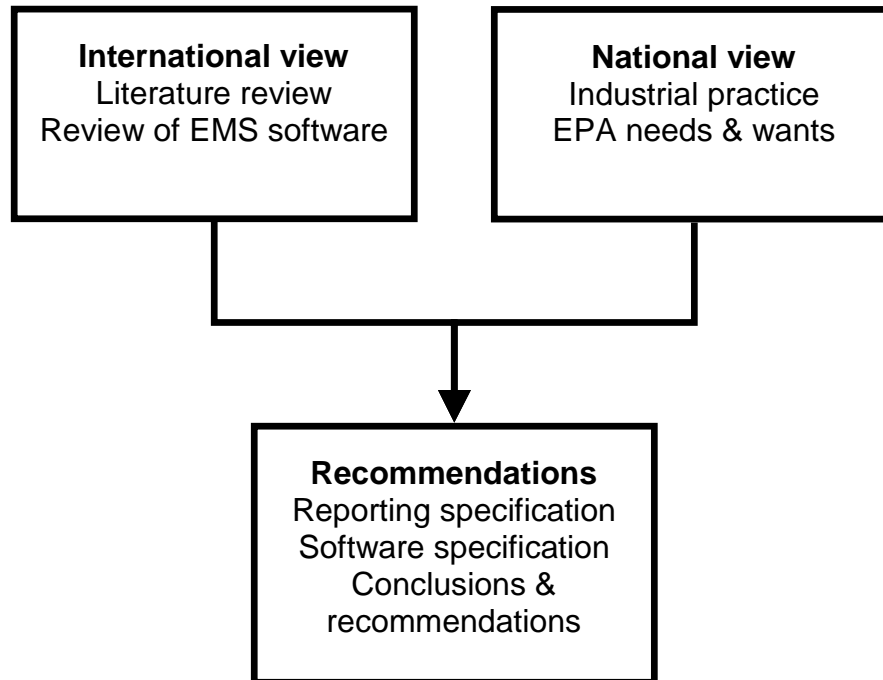 International view
Literature review
Review of EMS software
National view
Industrial practice
EPA needs & wants
Recommendations
Reporting specification
Software specification
Conclusions &
recommendations